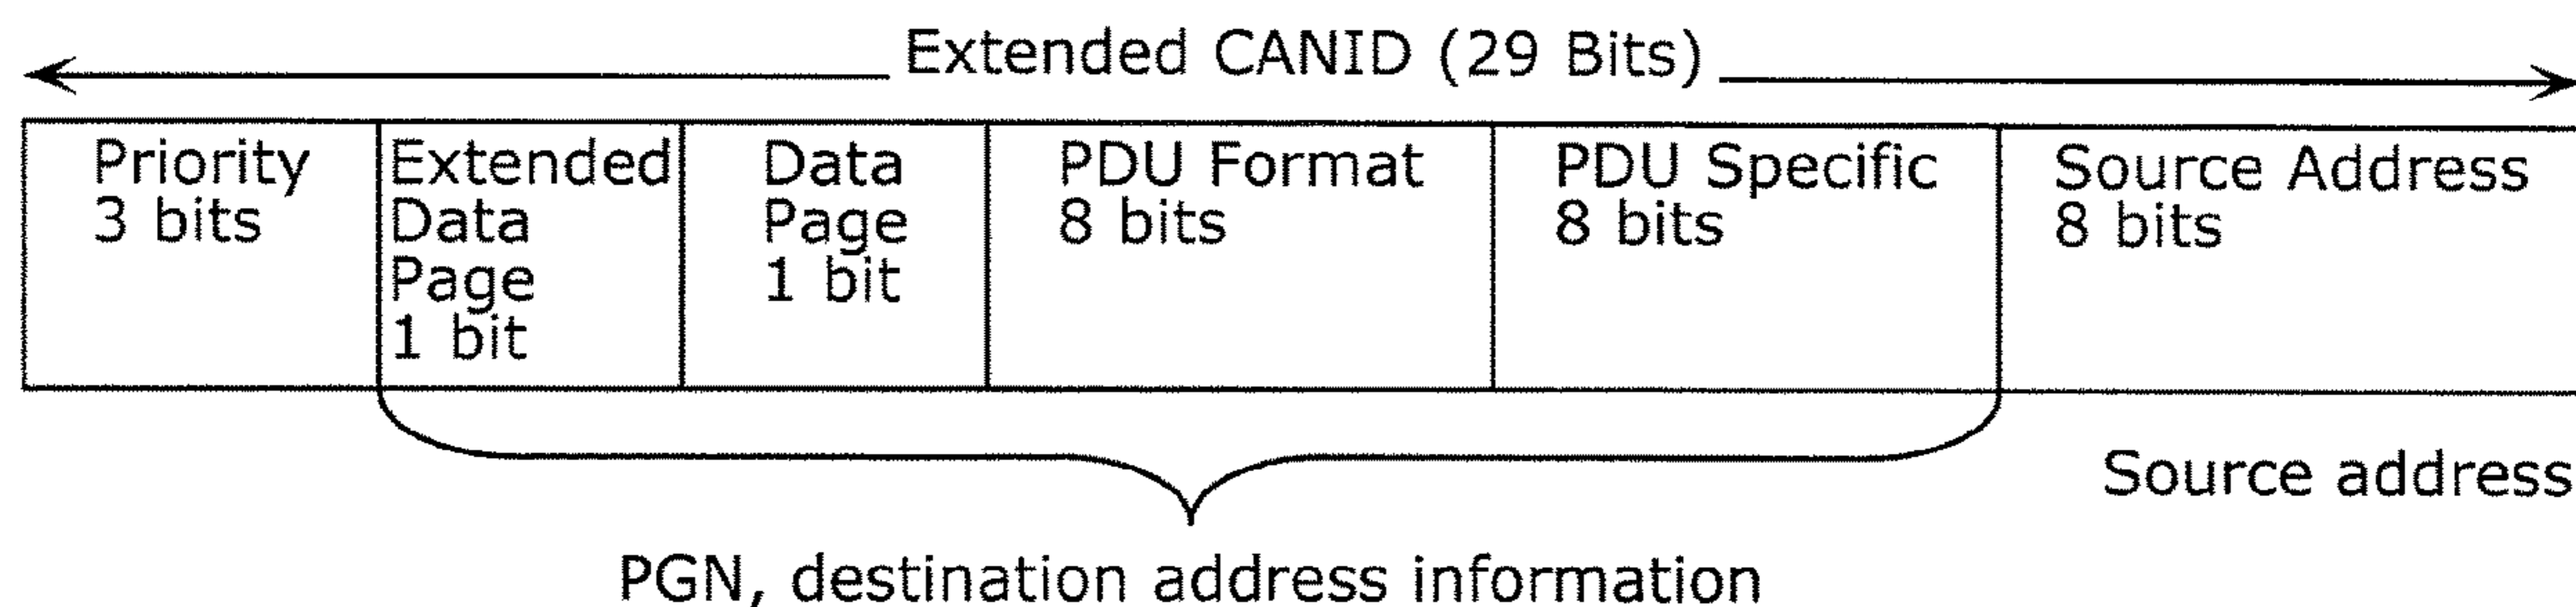 Extended CANID (29 Bits)
Priority
3 bits
Extended
Data
Page
1 bit
Data
Page
1 bit
PDU Format
8 bits
PDU Specific
8 bits
Source Address
8 bits
Source address
PGN, destination address information